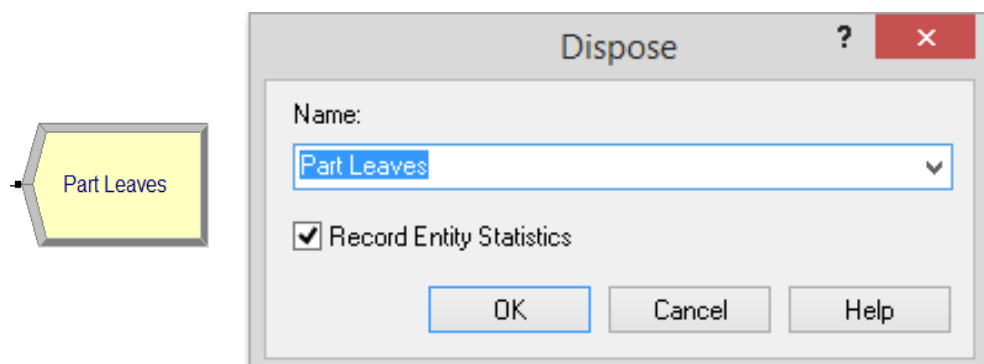 Part Leaves
Dispose
?
Name:
Part Leaves
Record Entity Statistics
OK
Cancel
Help